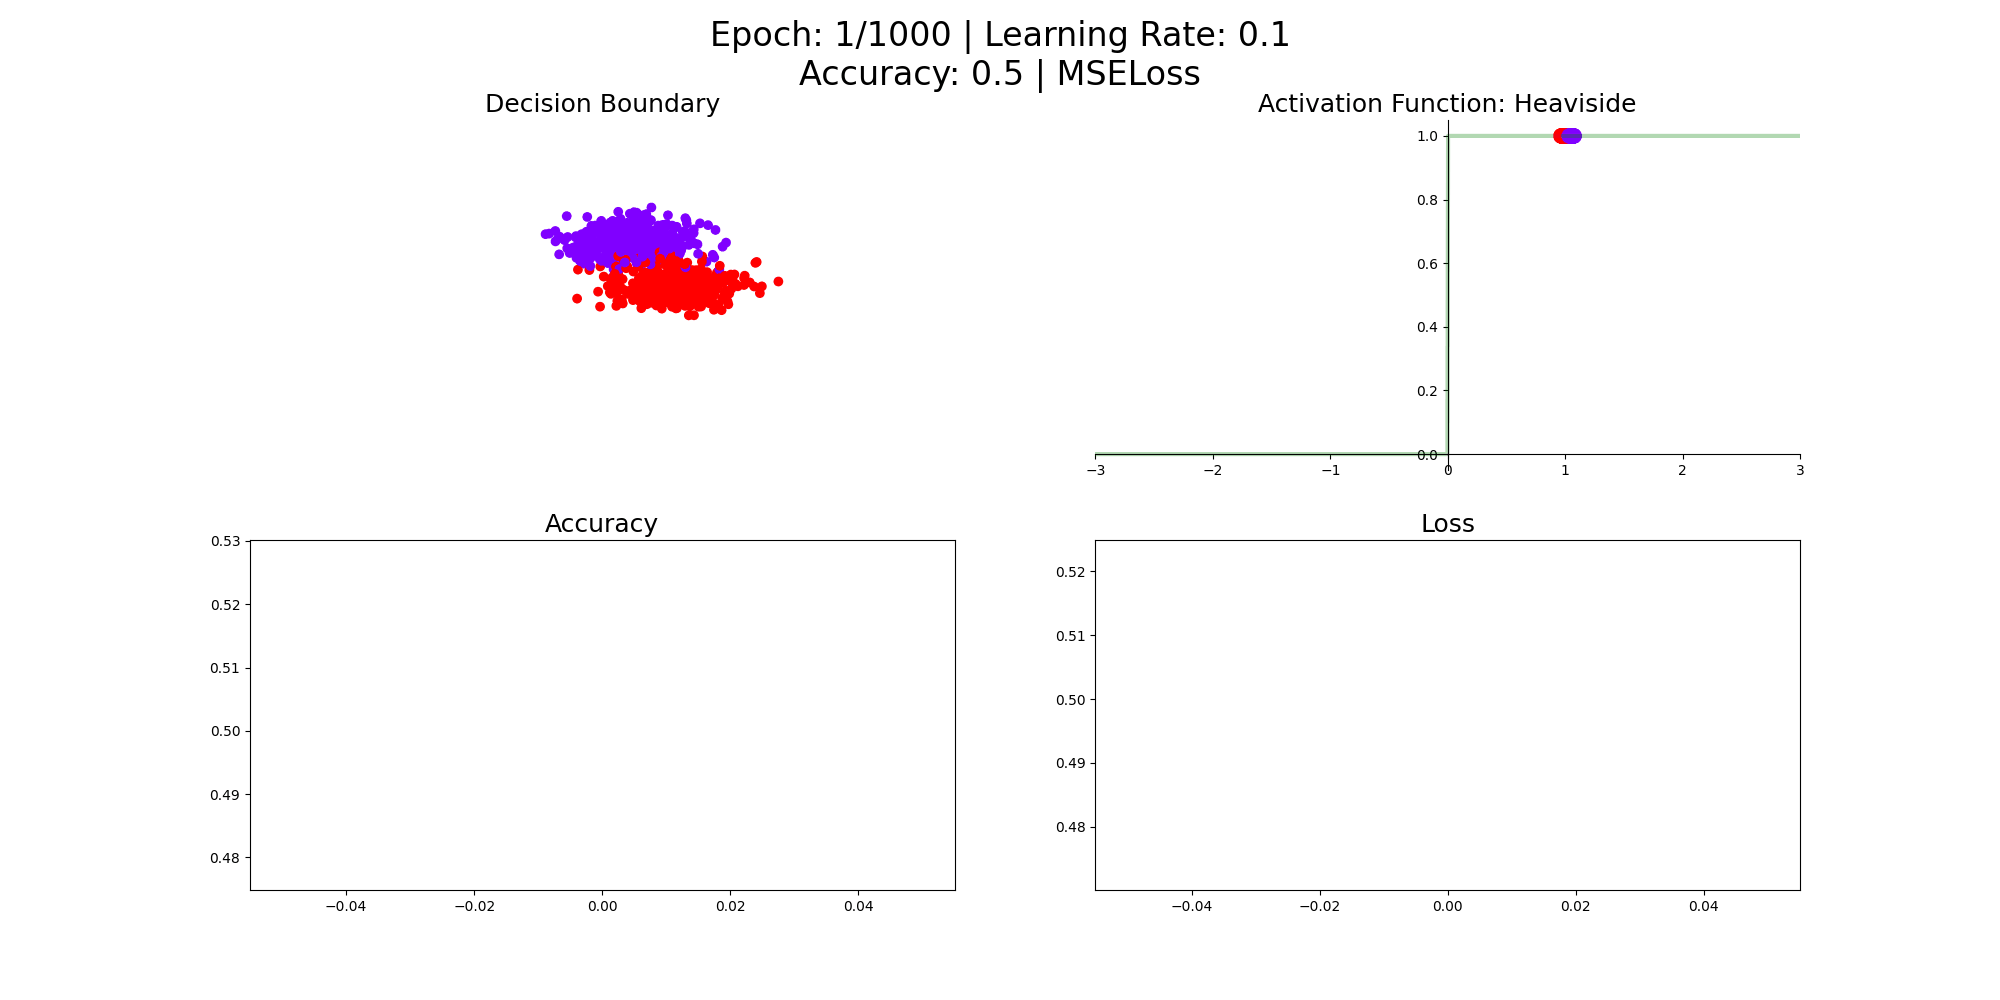 Epoch: 1/1000 | Learning Rate: 0.1
Accuracy: 0.5 | MSELoss
Decision Boundary
Activation Function: Heaviside
1.0
0.8
0.6
0.4
0.2
0.0
−3 −2 −1 0 1 2 3
Accuracy
0.53
0.52
0.51
0.50
0.49
0.48
−0.04 −0.02 0.00 0.02 0.04
Loss
0.52
0.51
0.50
0.49
0.48
−0.04 −0.02 0.00 0.02 0.04